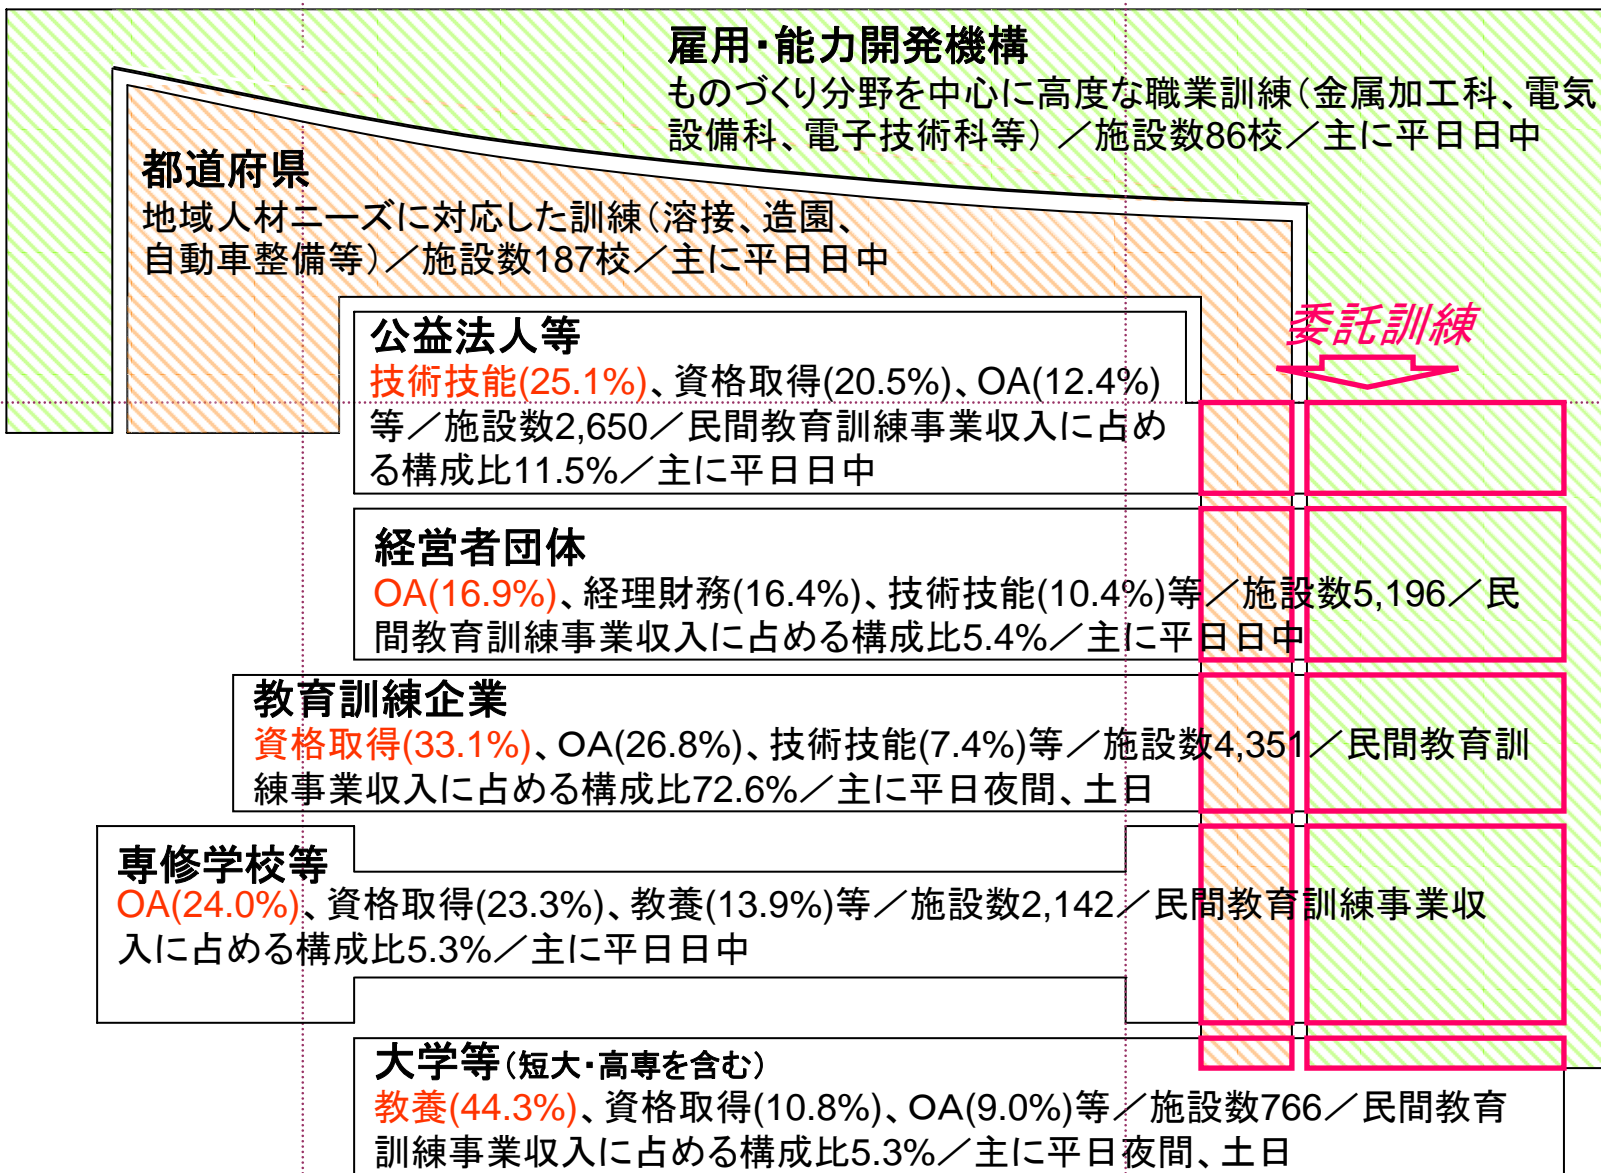 雇用・能力開発機構
ものづくり分野を中心に高度な職業訓練（金属加工科、電気
設備科、電子技術科等）／施設数86校／主に平日日中
都道府県
地域人材ニーズに対応した訓練（溶接、造園、
自動車整備等）／施設数187校／主に平日日中
委託訓練
公益法人等
技術技能(25.1%)、資格取得(20.5%)、OA(12.4%)
等／施設数2,650／民間教育訓練事業収入に占め
る構成比11.5%／主に平日日中
経営者団体
OA(16.9%)、経理財務(16.4%)、技術技能(10.4%)等／施設数5,196／民
間教育訓練事業収入に占める構成比5.4%／主に平日日中
教育訓練企業
資格取得(33.1%)、OA(26.8%)、技術技能(7.4%)等／施設数4,351／民間教育訓
練事業収入に占める構成比72.6%／主に平日夜間、土日
専修学校等
OA(24.0%)、資格取得(23.3%)、教養(13.9%)等／施設数2,142／民間教育訓練事業収
入に占める構成比5.3%／主に平日日中
大学等（短大・高専を含む）
教養(44.3%)、資格取得(10.8%)、OA(9.0%)等／施設数766／民間教育
訓練事業収入に占める構成比5.3%／主に平日夜間、土日